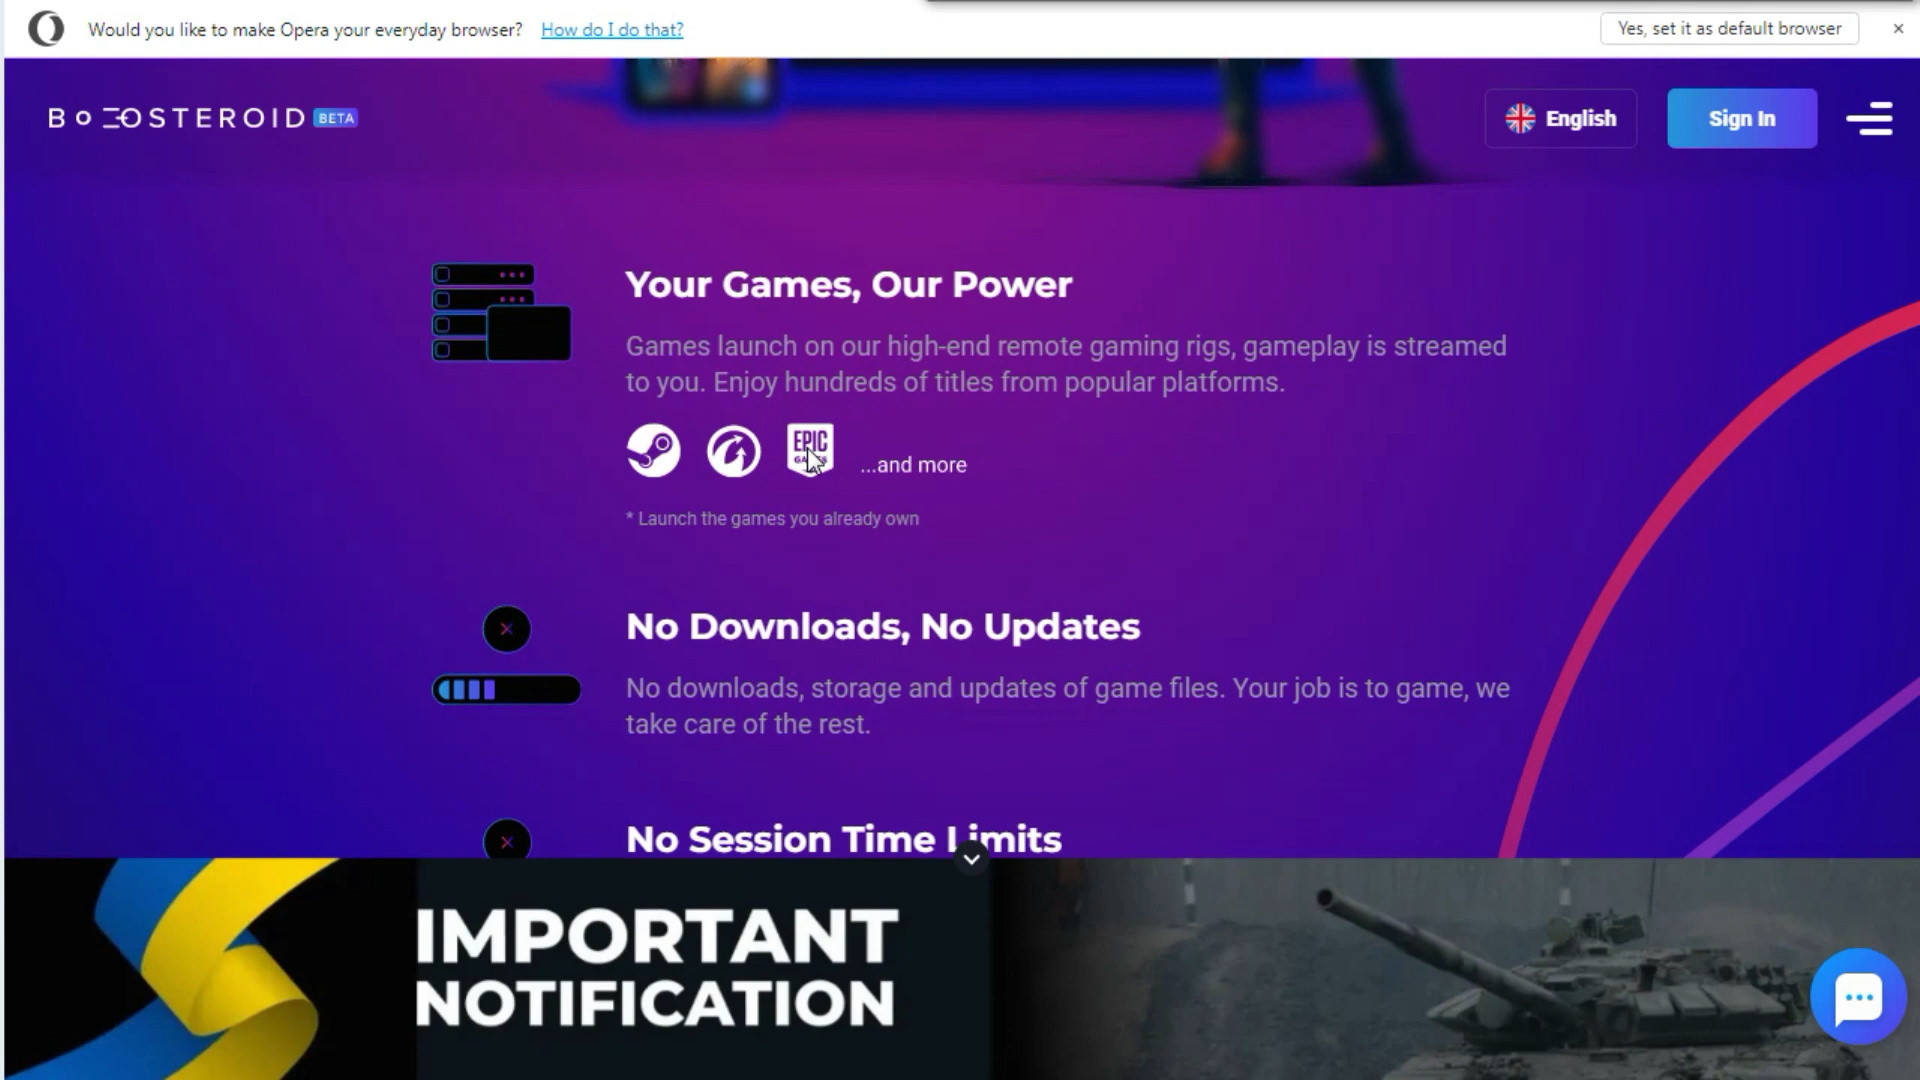 Would you like to make Opera your everyday browser? How do I do that? Yes, set it as default browser
BOOSTEROID BETA English Sign In
Your Games, Our Power
Games launch on our high-end remote gaming rigs, gameplay is streamed
to you. Enjoy hundreds of titles from popular platforms.
EPIC GAMES ...and more
* Launch the games you already own
No Downloads, No Updates
No downloads, storage and updates of game files. Your job is to game, we
take care of the rest.
No Session Time Limits
IMPORTANT
NOTIFICATION